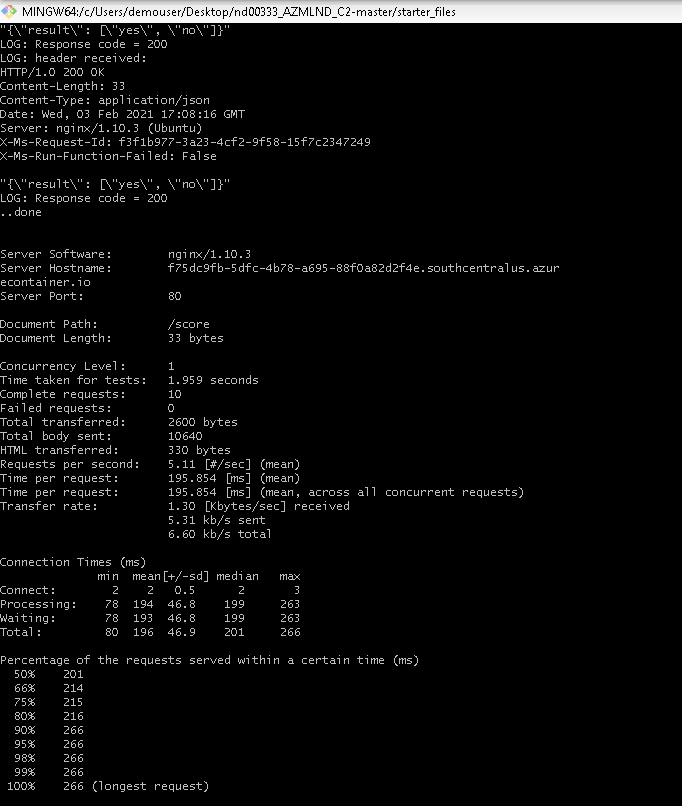 MINGW64:/c/Users/demouser/Desktop/nd00333_AZMLND_C2-master/starter_files
"{\"result\": [\"yes\", \"no\"]}"
LOG: Response code = 200
LOG: header received:
HTTP/1.0 200 OK
Content-Length: 33
Content-Type: application/json
Date: Wed, 03 Feb 2021 17:08:16 GMT
Server: nginx/1.10.3 (Ubuntu)
X-Ms-Request-Id: f3f1b977-3a23-4cf2-9f58-15f7c2347249
X-Ms-Run-Function-Failed: False
"{\"result\": [\"yes\", \"no\"]}"
LOG: Response code = 200
..done
Server Software:        nginx/1.10.3
Server Hostname:        f75dc9fb-5dfc-4b78-a695-88f0a82d2f4e.southcentralus.azur
econtainer.io
Server Port:            80
Document Path:          /score
Document Length:        33 bytes
Concurrency Level:      1
Time taken for tests:   1.959 seconds
Complete requests:      10
Failed requests:        0
Total transferred:      2600 bytes
Total body sent:        10640
HTML transferred:       330 bytes
Requests per second:    5.11 [#/sec] (mean)
Time per request:       195.854 [ms] (mean)
Time per request:       195.854 [ms] (mean, across all concurrent requests)
Transfer rate:          1.30 [Kbytes/sec] received
                        5.31 kb/s sent
                        6.60 kb/s total
Connection Times (ms)
              min  mean[+/-sd] median   max
Connect:        2    2   0.5      2       3
Processing:    78  194  46.8    199     263
Waiting:       78  193  46.8    199     263
Total:         80  196  46.9    201     266
Percentage of the requests served within a certain time (ms)
  50%    201
  66%    214
  75%    215
  80%    216
  90%    266
  95%    266
  98%    266
  99%    266
 100%    266 (longest request)